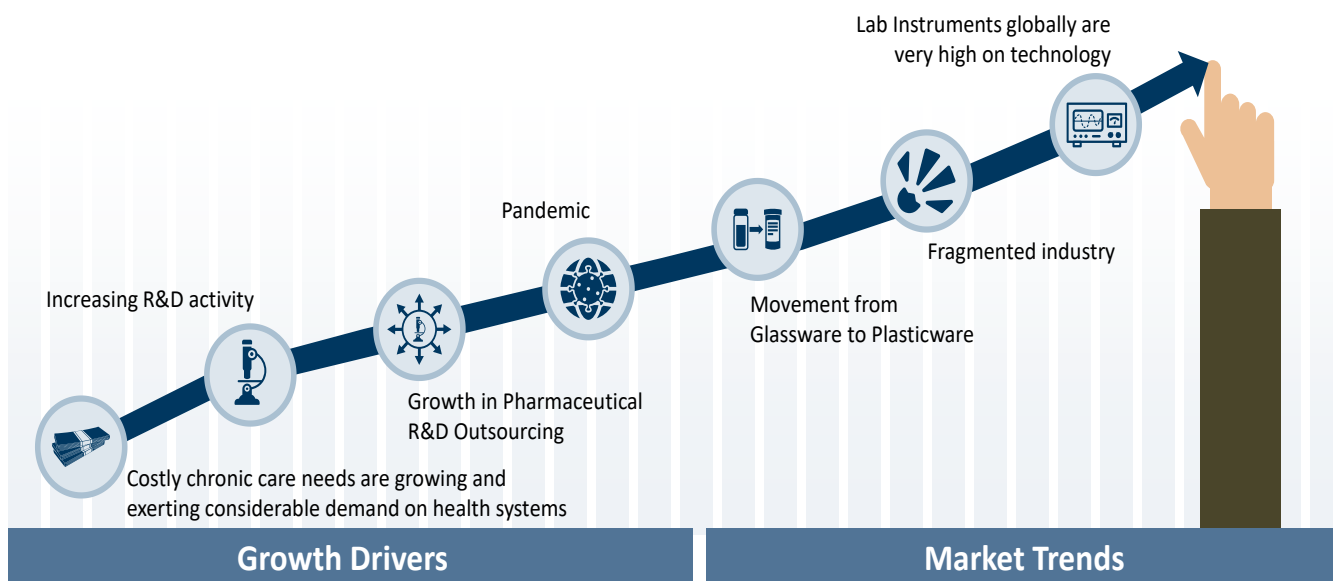 Lab Instruments globally are
very high on technology
Pandemic
Fragmented industry
Increasing R&D activity
Movement from
Glassware to Plasticware
Growth in Pharmaceutical
R&D Outsourcing
Costly chronic care needs are growing and
exerting considerable demand on health systems
Growth Drivers
Market Trends